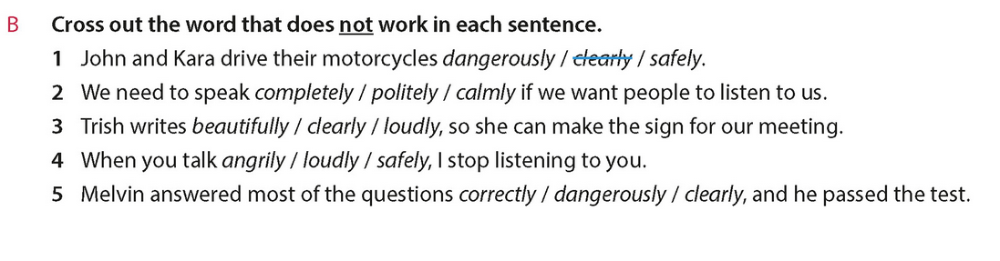 B Cross out the word that does not work in each sentence.
1 John and Kara drive their motorcycles dangerously / clearly / safely.
2 We need to speak completely / politely / calmly if we want people to listen to us.
3 Trish writes beautifully / clearly / loudly, so she can make the sign for our meeting.
4 When you talk angrily / loudly / safely, I stop listening to you.
5 Melvin answered most of the questions correctly / dangerously / clearly, and he passed the test.